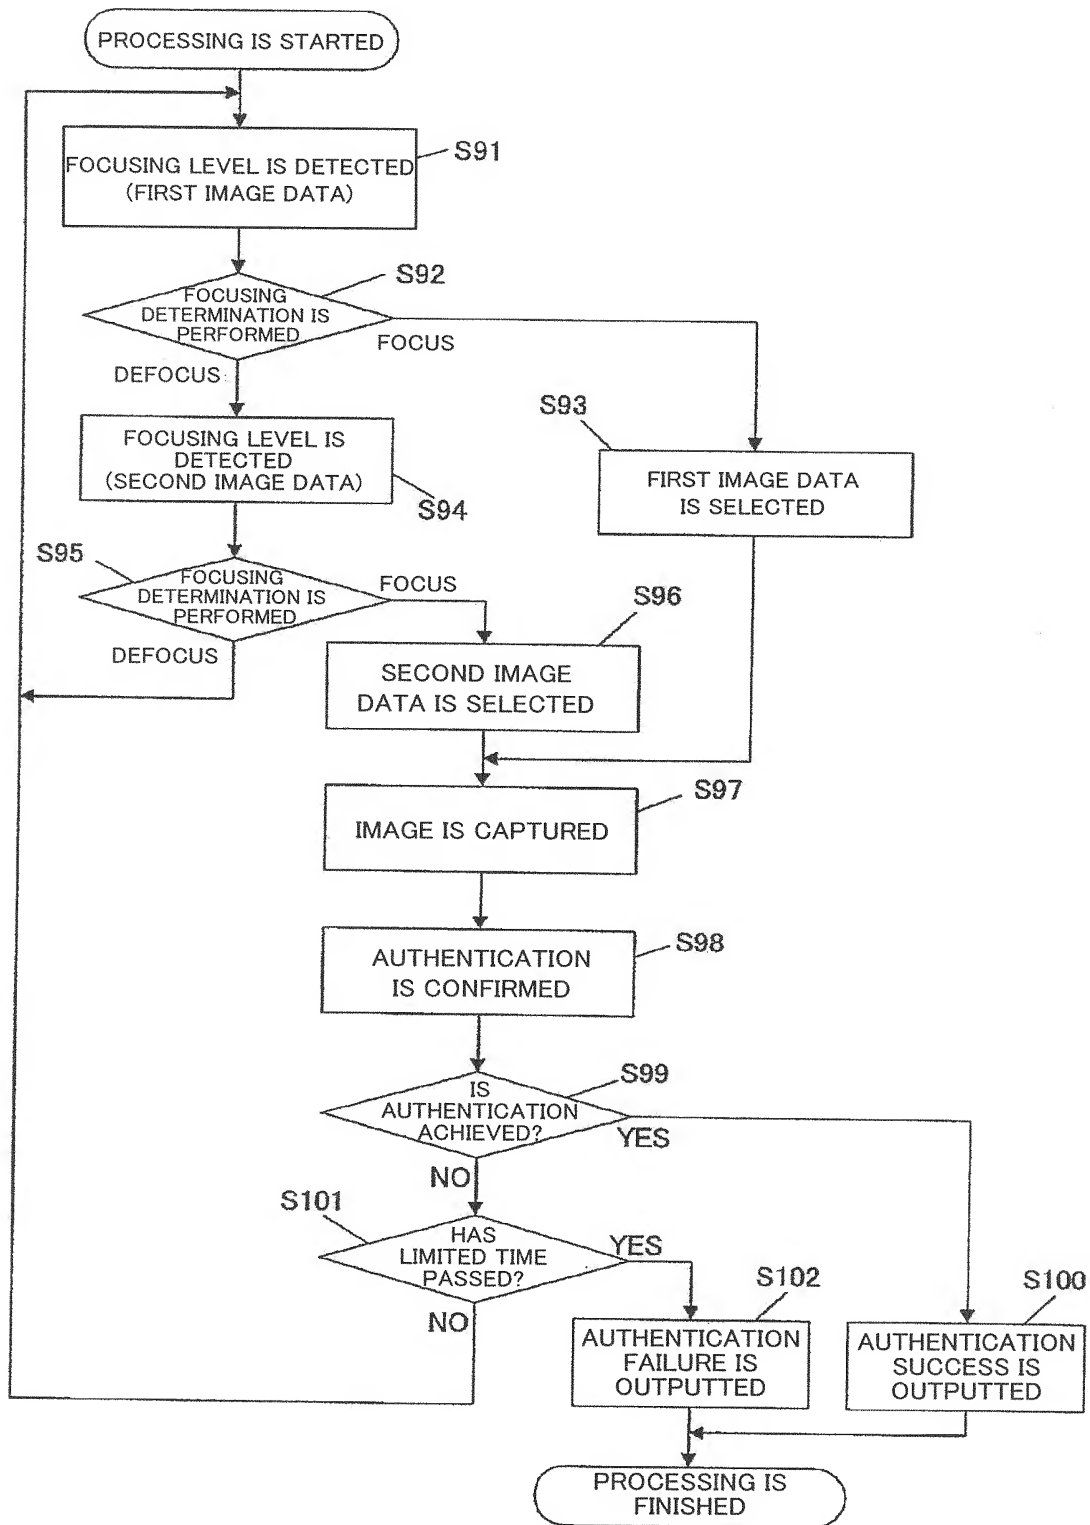 PROCESSING IS STARTED
FOCUSING LEVEL IS DETECTED
(FIRST IMAGE DATA)
S91
S92
FOCUSING
DETERMINATION IS
PERFORMED
FOCUS
DEFOCUS
S93
FIRST IMAGE DATA
IS SELECTED
FOCUSING LEVEL IS
DETECTED
(SECOND IMAGE DATA)
S94
S95
FOCUSING
DETERMINATION IS
PERFORMED
FOCUS
DEFOCUS
S96
SECOND IMAGE
DATA IS SELECTED
S97
IMAGE IS CAPTURED
S98
AUTHENTICATION
IS CONFIRMED
S99
IS
AUTHENTICATION
ACHIEVED?
YES
NO
S101
HAS
LIMITED TIME
PASSED?
YES
NO
S102
AUTHENTICATION
FAILURE IS
OUTPUTTED
S100
AUTHENTICATION
SUCCESS IS
OUTPUTTED
PROCESSING IS
FINISHED